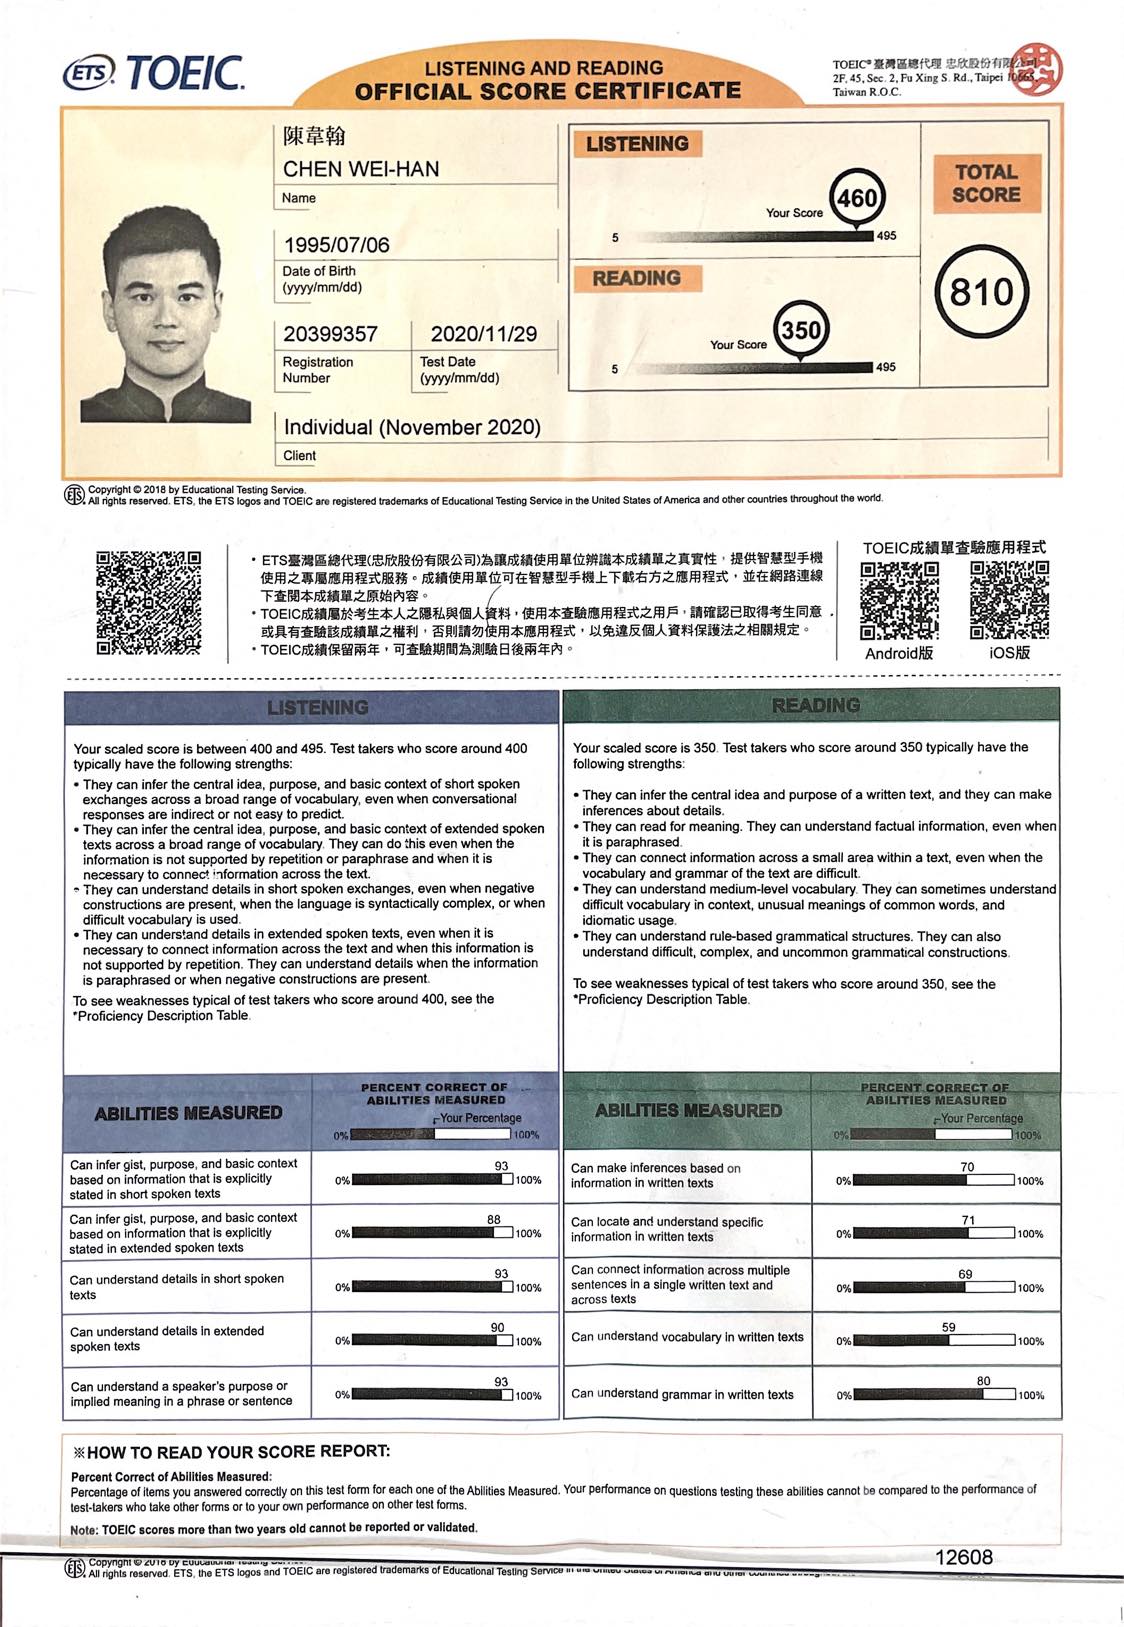 ETS® TOEIC®
LISTENING AND READING
OFFICIAL SCORE CERTIFICATE
TOEIC® 臺灣區總代理 忠欣股份有限公司
2F, 45, Sec. 2, Fu Xing S. Rd., Taipei 10665,
Taiwan R.O.C.
陳韋翰
CHEN WEI-HAN
Name
1995/07/06
Date of Birth
(yyyy/mm/dd)
20399357
Registration
Number
2020/11/29
Test Date
(yyyy/mm/dd)
Individual (November 2020)
Client
LISTENING
Your Score
460
5
495
READING
Your Score
350
5
495
TOTAL
SCORE
810
ETS® Copyright © 2018 by Educational Testing Service.
All rights reserved. ETS, the ETS logos and TOEIC are registered trademarks of Educational Testing Service in the United States of America and other countries throughout the world.
• ETS臺灣區總代理(忠欣股份有限公司)為讓成績使用單位辨識本成績單之真實性，提供智慧型手機
使用之專屬應用程式服務。成績使用單位可在智慧型手機上下載右方之應用程式，並在網路連線
下查閱本成績單之原始內容。
• TOEIC成績屬於考生本人之隱私與個人資料，使用本查驗應用程式之用戶，請確認已取得考生同意
或具有查驗該成績單之權利，否則請勿使用本應用程式，以免違反個人資料保護法之相關規定。
• TOEIC成績保留兩年，可查驗期間為測驗日後兩年內。
TOEIC成績單查驗應用程式
Android版
iOS版
LISTENING
Your scaled score is between 400 and 495. Test takers who score around 400
typically have the following strengths:
• They can infer the central idea, purpose, and basic context of short spoken
exchanges across a broad range of vocabulary, even when conversational
responses are indirect or not easy to predict.
• They can infer the central idea, purpose, and basic context of extended spoken
texts across a broad range of vocabulary. They can do this even when the
information is not supported by repetition or paraphrase and when it is
necessary to connect information across the text.
• They can understand details in short spoken exchanges, even when negative
constructions are present, when the language is syntactically complex, or when
difficult vocabulary is used.
• They can understand details in extended spoken texts, even when it is
necessary to connect information across the text and when this information is
not supported by repetition. They can understand details when the information
is paraphrased or when negative constructions are present.
To see weaknesses typical of test takers who score around 400, see the
*Proficiency Description Table.
READING
Your scaled score is 350. Test takers who score around 350 typically have the
following strengths:
• They can infer the central idea and purpose of a written text, and they can make
inferences about details.
• They can read for meaning. They can understand factual information, even when
it is paraphrased.
• They can connect information across a small area within a text, even when the
vocabulary and grammar of the text are difficult.
• They can understand medium-level vocabulary. They can sometimes understand
difficult vocabulary in context, unusual meanings of common words, and
idiomatic usage.
• They can understand rule-based grammatical structures. They can also
understand difficult, complex, and uncommon grammatical constructions.
To see weaknesses typical of test takers who score around 350, see the
*Proficiency Description Table.
ABILITIES MEASURED
PERCENT CORRECT OF
ABILITIES MEASURED
Your Percentage
0% 100%
Can infer gist, purpose, and basic context
based on information that is explicitly
stated in short spoken texts
93
0% 100%
Can infer gist, purpose, and basic context
based on information that is explicitly
stated in extended spoken texts
88
0% 100%
Can understand details in short spoken
texts
93
0% 100%
Can understand details in extended
spoken texts
90
0% 100%
Can understand a speaker's purpose or
implied meaning in a phrase or sentence
93
0% 100%
ABILITIES MEASURED
PERCENT CORRECT OF
ABILITIES MEASURED
Your Percentage
0% 100%
Can make inferences based on
information in written texts
70
0% 100%
Can locate and understand specific
information in written texts
71
0% 100%
Can connect information across multiple
sentences in a single written text and
across texts
69
0% 100%
Can understand vocabulary in written texts
59
0% 100%
Can understand grammar in written texts
80
0% 100%
※HOW TO READ YOUR SCORE REPORT:
Percent Correct of Abilities Measured:
Percentage of items you answered correctly on this test form for each one of the Abilities Measured. Your performance on questions testing these abilities cannot be compared to the performance of
test-takers who take other forms or to your own performance on other test forms.
Note: TOEIC scores more than two years old cannot be reported or validated.
12608
ETS® Copyright © 2018 by Educational Testing
All rights reserved. ETS, the ETS logos and TOEIC are registered trademarks of Educational Testing Service in the United States of America and other countries